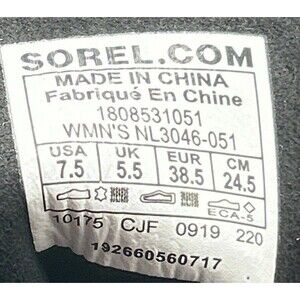 SOREL.COM
MADE IN CHINA
Fabriqué En Chine
1808531051
WMN'S NL3046-051
USA UK EUR CM
7.5 5.5 38.5 24.5
ECA-5
10175 CJF 0919 220
192660560717